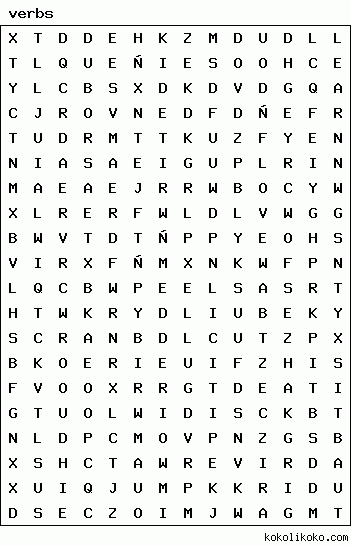 verbs
X T D D E H K Z M D U D L L
T L Q U E Ñ I E S O O H C E
Y L C B S X D K D V D G Q A
C J R O V N E D F D Ñ E F R
T U D R M T T K U Z F Y E N
N I A S A E I G U P L R I N
M A E A E J R R W B O C Y W
X L R E R F W L D L V W G G
B W V T D T Ñ P P Y E O H S
V I R X F Ñ M X N K W F P N
L Q C B W P E E L S A S R T
H T W K R Y D L I U B E K Y
S C R A N B D L C U T Z P X
B K O E R I E U I F Z H I S
F V O O X R R G T D E A T I
G T U O L W I D I S C K B T
N L D P C M O V P N Z G S B
X S H C T A W R E V I R D A
X U I Q J U M P K K R I D U
D S E C Z O I M J W A G M T
kokolikoko.com